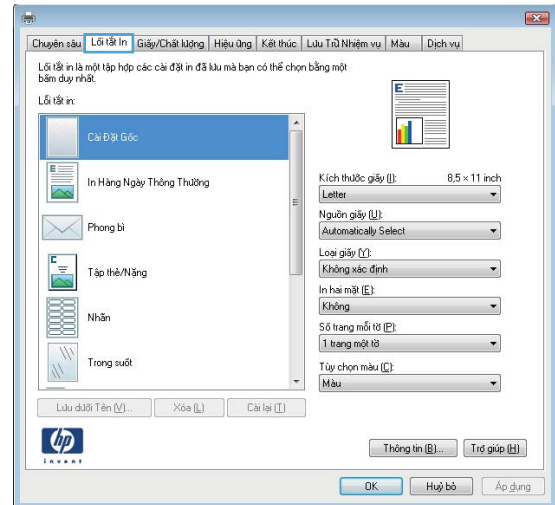 Chuyên sâu Lối tắt In Giấy/Chất lượng Hiệu ứng Kết thúc Lưu Trữ Nhiệm vụ Màu Dịch vụ
Lối tắt in là một tập hợp các cài đặt in đã lưu mà bạn có thể chọn bằng một
bấm duy nhất.
Lối tắt in:
Cài Đặt Gốc
In Hàng Ngày Thông Thường
Phong bì
Tập thẻ/Nặng
Nhãn
Trong suốt
Lưu dưới Tên (V)...
Xóa (L)
Cài lại (T)
E
Kích thước giấy (I): 8,5 × 11 inch
Letter
Nguồn giấy (U):
Automatically Select
Loại giấy (Y):
Không xác định
In hai mặt (E):
Không
Số trang mỗi tờ (P):
1 trang một tờ
Tùy chọn màu (C):
Màu
hp
invent
Thông tin (B)...
Trợ giúp (H)
OK
Huỷ bỏ
Áp dụng